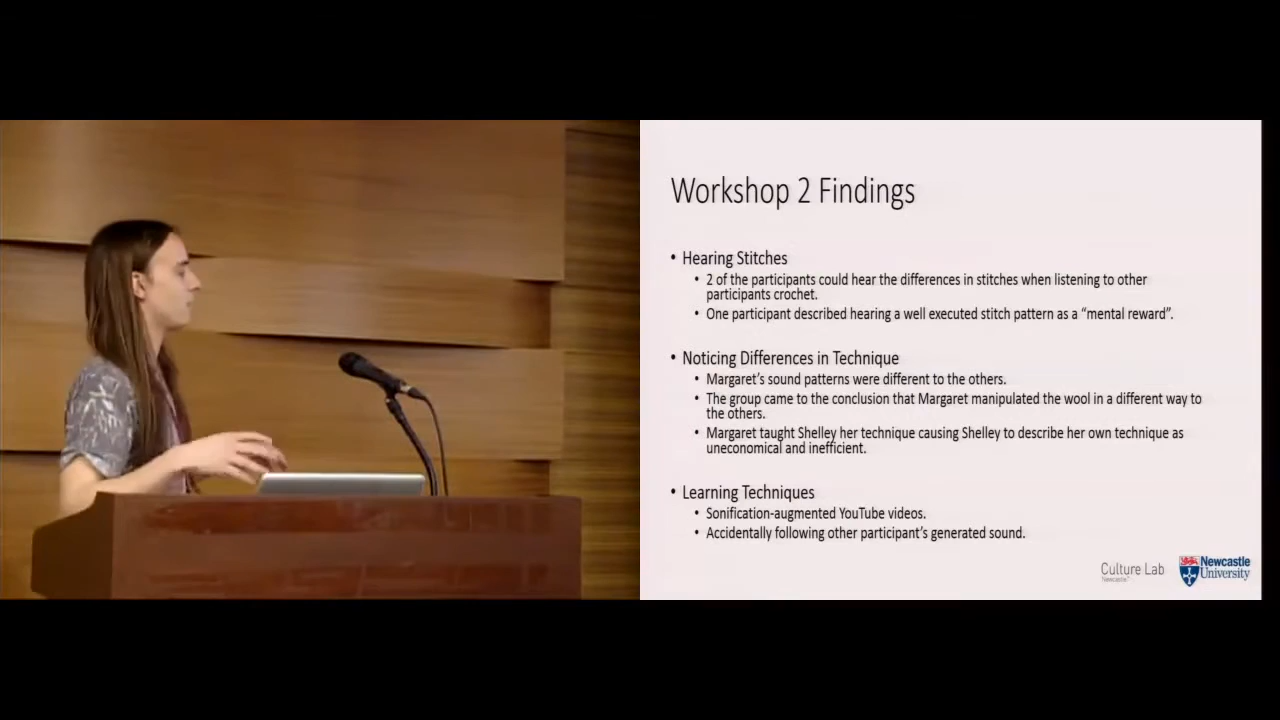 Workshop 2 Findings
• Hearing Stitches
• 2 of the participants could hear the differences in stitches when listening to other
participants crochet.
• One participant described hearing a well executed stitch pattern as a “mental reward”.
• Noticing Differences in Technique
• Margaret’s sound patterns were different to the others.
• The group came to the conclusion that Margaret manipulated the wool in a different way to
the others.
• Margaret taught Shelley her technique causing Shelley to describe her own technique as
uneconomical and inefficient.
• Learning Techniques
• Sonification-augmented YouTube videos.
• Accidentally following other participant’s generated sound.
Culture Lab
Newcastle
Newcastle
University